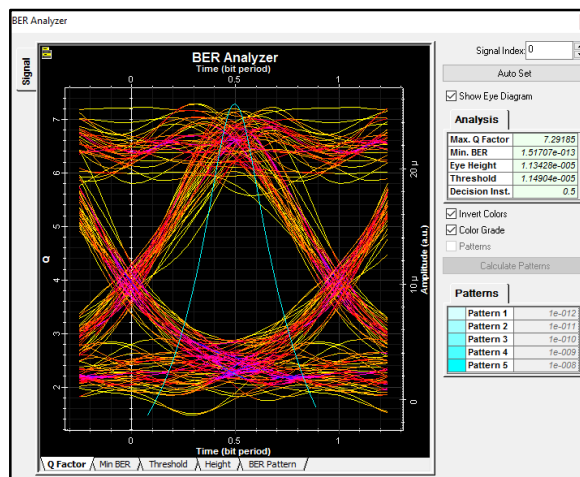 BER Analyzer
Signal
BER Analyzer
Time (bit period)
0 0.5 1
7
6
5
4
3
2
Q
20 µ
10 µ
0
Amplitude (a.u.)
0 0.5 1
Time (bit period)
Q Factor Min BER Threshold Height BER Pattern
Signal Index: 0
Auto Set
Show Eye Diagram
Analysis
Max. Q Factor 7.29185
Min. BER 1.51707e-013
Eye Height 1.13428e-005
Threshold 1.14904e-005
Decision Inst. 0.5
Invert Colors
Color Grade
Patterns
Calculate Patterns
Patterns
Pattern 1 1e-012
Pattern 2 1e-011
Pattern 3 1e-010
Pattern 4 1e-009
Pattern 5 1e-008